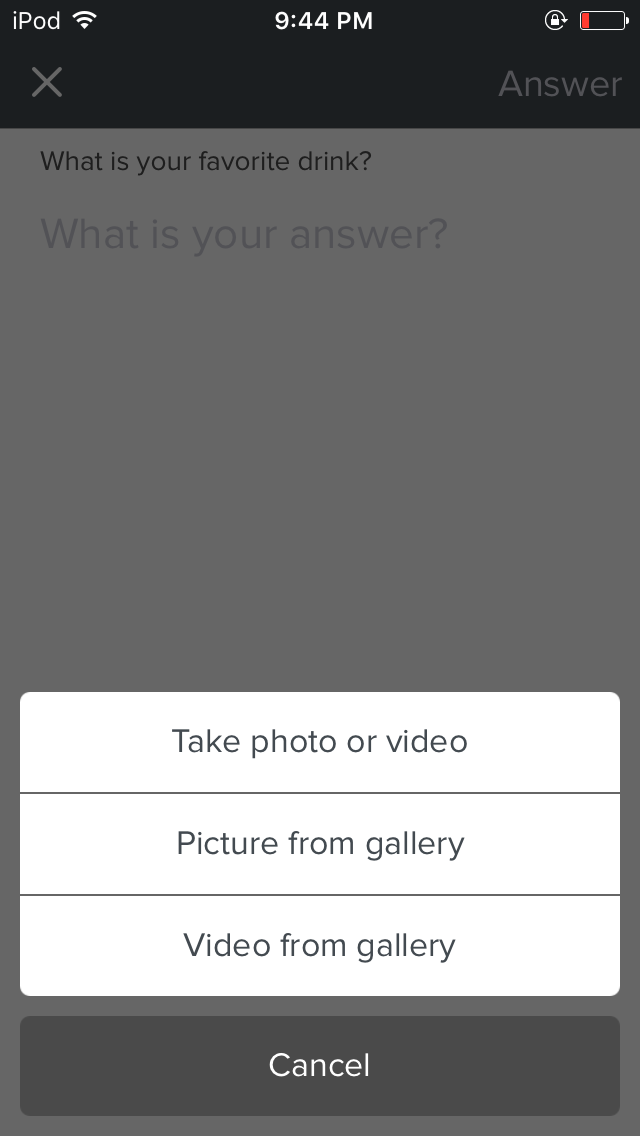 iPod 9:44 PM
Answer
What is your favorite drink?
What is your answer?
Take photo or video
Picture from gallery
Video from gallery
Cancel